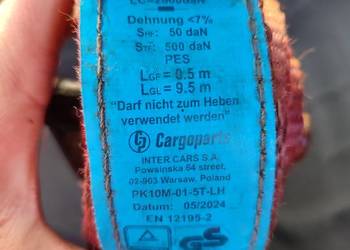 Dehnung <7%
SHF: 50 daN
STF: 500 daN
PES
LGF = 0.5 m
LGL = 9.5 m
"Darf nicht zum Heben
verwendet werden"
Cargoparts
INTER CARS S.A.
Powsinska 64 street,
02-903 Warsaw, Poland
PK10M-01-5T-LH
Datum: 05/2024
EN 12195-2
GS